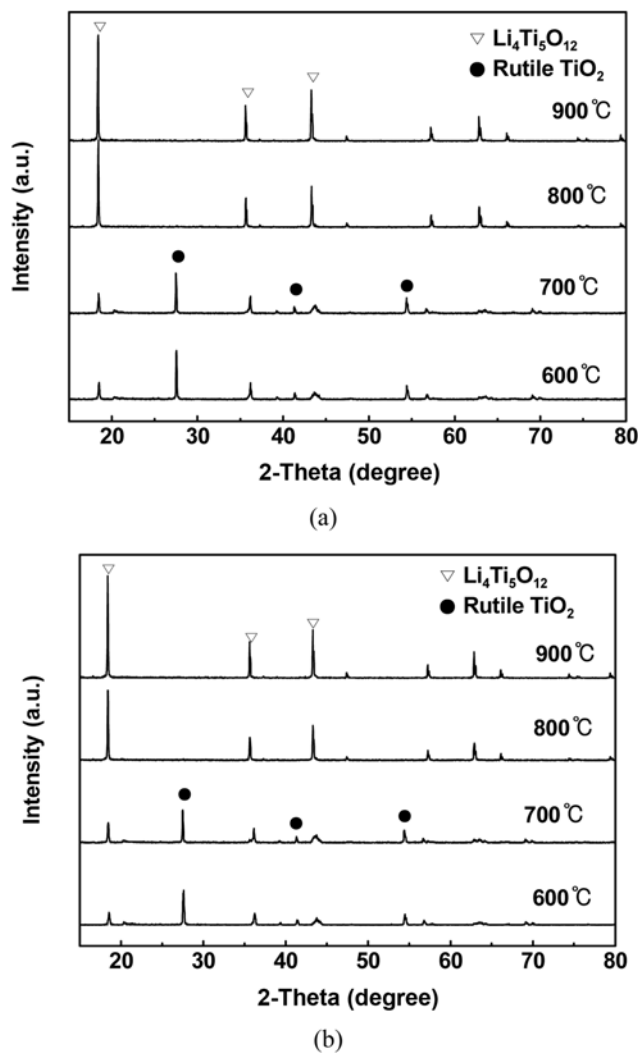 ▽ Li₄Ti₅O₁₂
● Rutile TiO₂
900℃
800℃
700℃
600℃
Intensity (a.u.)
20 30 40 50 60 70 80
2-Theta (degree)
(a)
▽ Li₄Ti₅O₁₂
● Rutile TiO₂
900℃
800℃
700℃
600℃
Intensity (a.u.)
20 30 40 50 60 70 80
2-Theta (degree)
(b)